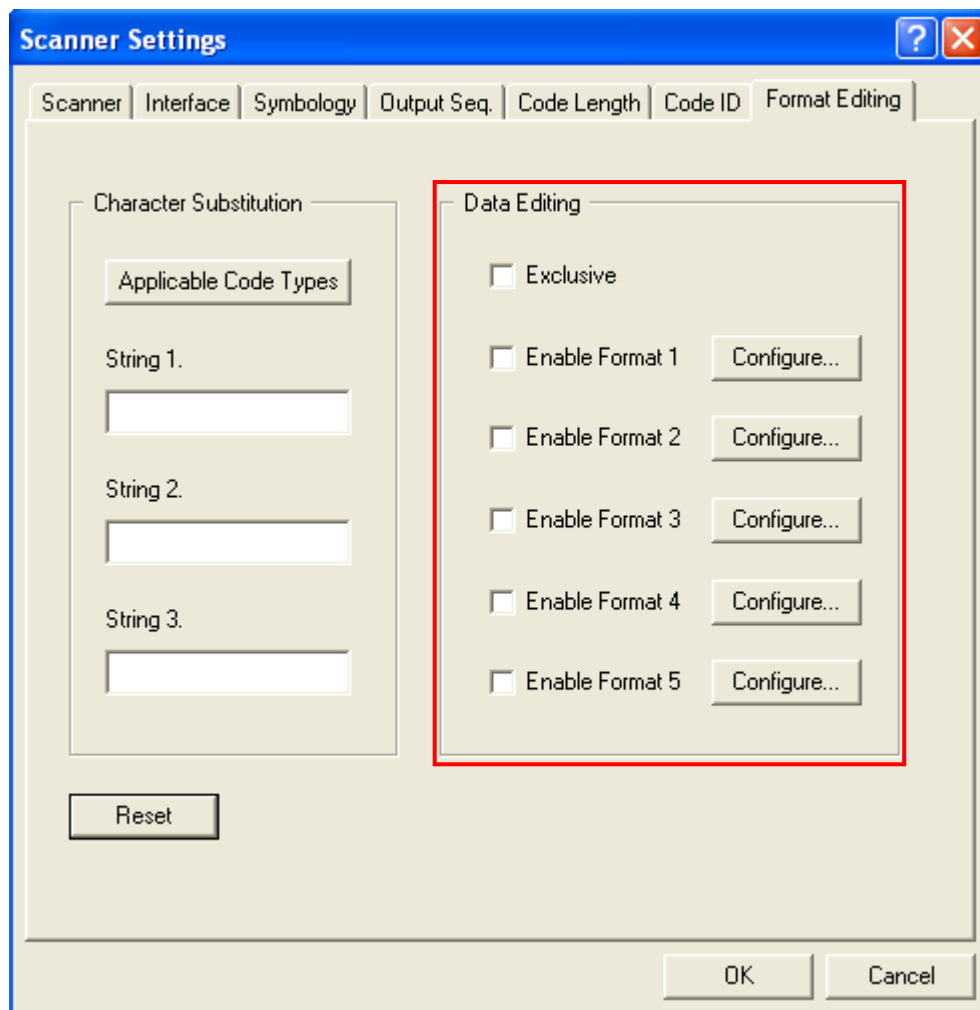 Scanner Settings
Scanner Interface Symbology Output Seq. Code Length Code ID Format Editing
Character Substitution
Applicable Code Types
String 1.
String 2.
String 3.
Data Editing
Exclusive
Enable Format 1 Configure...
Enable Format 2 Configure...
Enable Format 3 Configure...
Enable Format 4 Configure...
Enable Format 5 Configure...
Reset
OK Cancel